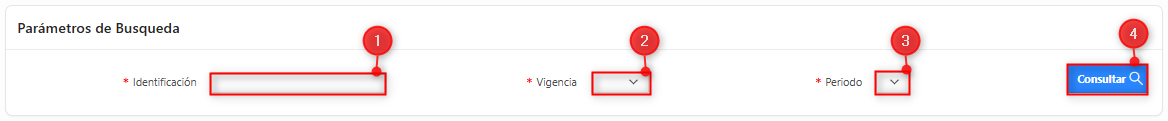 Parámetros de Busqueda
1
2
3
4
* Identificación
* Vigencia
* Periodo
Consultar